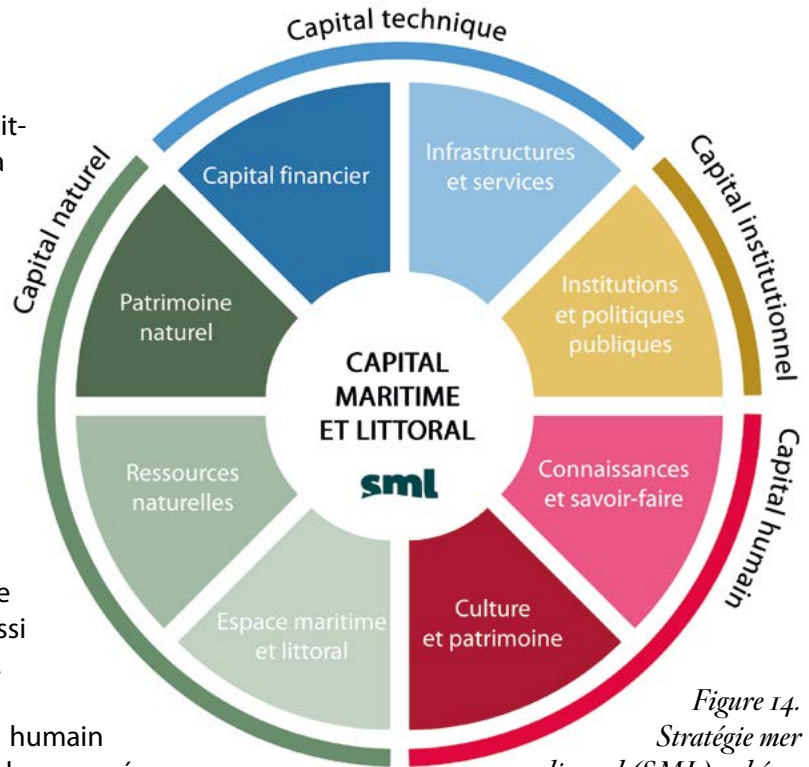 Capital technique
Capital naturel
Capital institutionnel
Capital humain
Capital financier
Infrastructures
et services
Patrimoine
naturel
Institutions
et politiques
publiques
CAPITAL
MARITIME
ET LITTORAL
sml
Ressources
naturelles
Connaissances
et savoir-faire
Espace maritime
et littoral
Culture
et patrimoine
humain
Figure 14.
Stratégie mer
(SML)